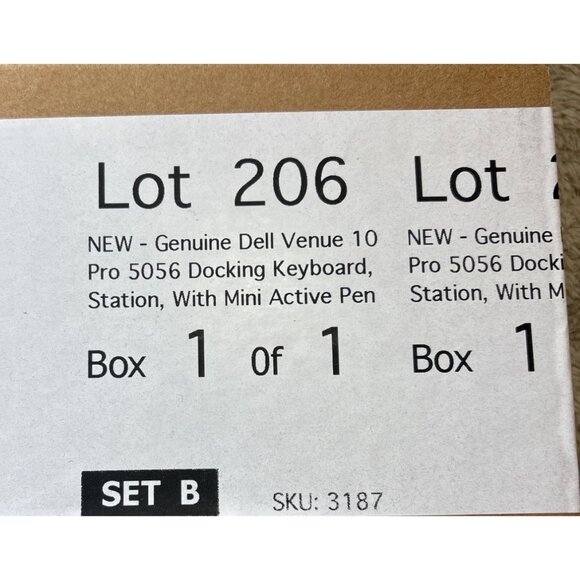 Lot 206
NEW - Genuine Dell Venue 10
Pro 5056 Docking Keyboard,
Station, With Mini Active Pen
Box 1 Of 1
SET B
SKU: 3187
Lot
NEW - Genuine
Pro 5056
Station, With
Box 1